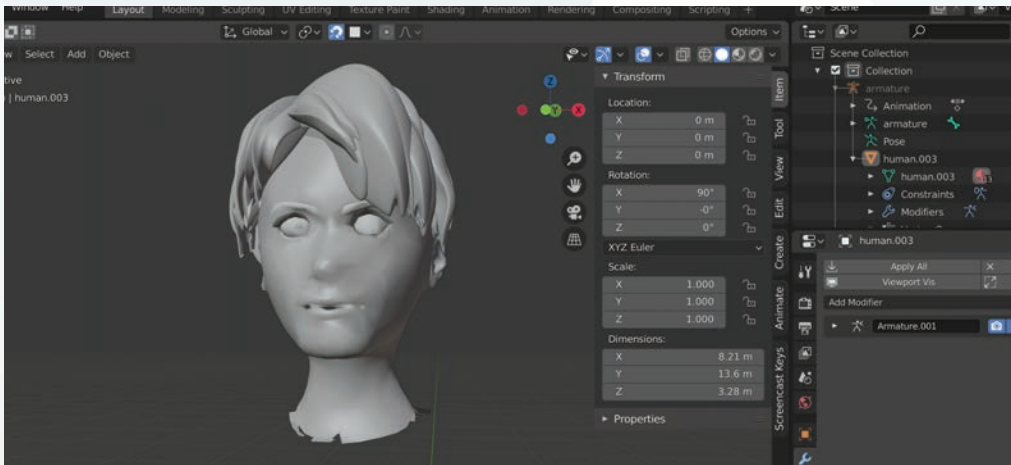 Window Help Layout Modeling Sculpting UV Editing Texture Paint Shading Animation Rendering Compositing Scripting + Scene
Global Options
Select Add Object
human.003
Transform
Location:
X 0 m
Y 0 m
Z 0 m
Rotation:
X 90°
Y -0°
Z 0°
XYZ Euler
Scale:
X 1.000
Y 1.000
Z 1.000
Dimensions:
X 8.21 m
Y 13.6 m
Z 3.28 m
Properties
Item
Tool
View
Edit
Create
Animate
Screencast Keys
Z
Y
X
Scene Collection
Collection
armature
Animation
armature
Pose
human.003
human.003
Constraints
Modifiers
human.003
Apply All
Viewport Vis
Add Modifier
Armature.001